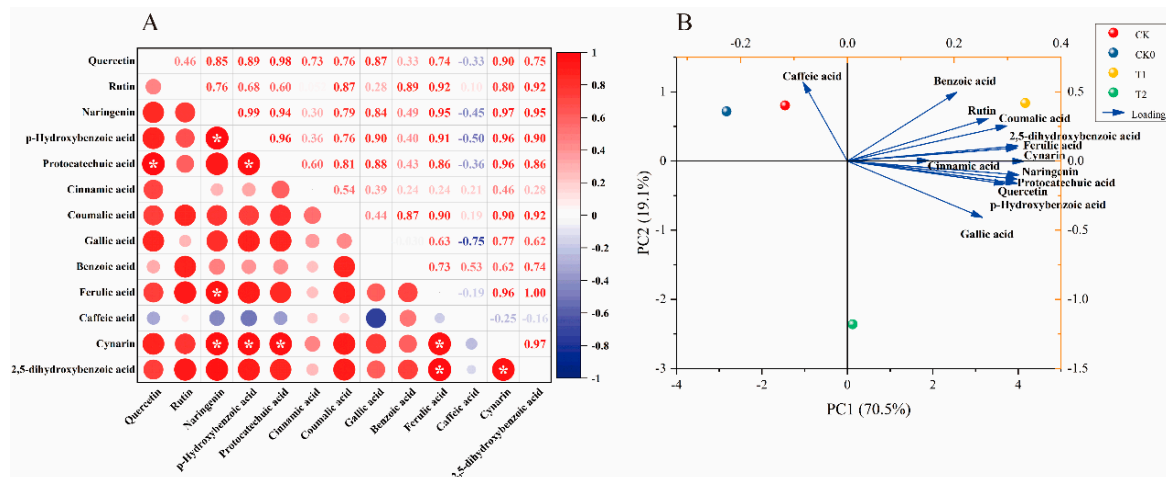 A
Quercetin 0.46 0.85 0.89 0.98 0.73 0.76 0.87 0.33 0.74 -0.33 0.90 0.75
Rutin 0.76 0.68 0.60 0.87 0.28 0.89 0.92 0.10 0.80 0.92
Naringenin 0.99 0.94 0.30 0.79 0.84 0.49 0.95 -0.45 0.97 0.95
p-Hydroxybenzoic acid * 0.96 0.36 0.76 0.90 0.40 0.91 -0.50 0.96 0.90
Protocatechuic acid * * 0.60 0.81 0.88 0.43 0.86 -0.36 0.96 0.86
Cinnamic acid 0.54 0.39 0.24 0.24 0.21 0.46 0.28
Coumalic acid 0.44 0.87 0.90 0.19 0.90 0.92
Gallic acid 0.63 -0.75 0.77 0.62
Benzoic acid 0.73 0.53 0.62 0.74
Ferulic acid * -0.19 0.96 1.00
Caffeic acid -0.25 -0.16
Cynarin * * * * 0.97
2,5-dihydroxybenzoic acid * *
Quercetin
Rutin
Naringenin
p-Hydroxybenzoic acid
Protocatechuic acid
Cinnamic acid
Coumalic acid
Gallic acid
Benzoic acid
Ferulic acid
Caffeic acid
Cynarin
2,5-dihydroxybenzoic acid
1
0.8
0.6
0.4
0.2
0
-0.2
-0.4
-0.6
-0.8
-1
B
-0.2 0.0 0.2 0.4
CK
CK0
T1
T2
Loading
Caffeic acid
Benzoic acid
Rutin
Coumalic acid
2,5-dihydroxybenzoic acid
Ferulic acid
Cynarin
Cinnamic acid
Naringenin
Protocatechuic acid
Quercetin
p-Hydroxybenzoic acid
Gallic acid
1
0
-1
-2
-3
PC2 (19.1%)
0.5
0.0
-0.5
-1.0
-1.5
-4 -2 0 2 4
PC1 (70.5%)